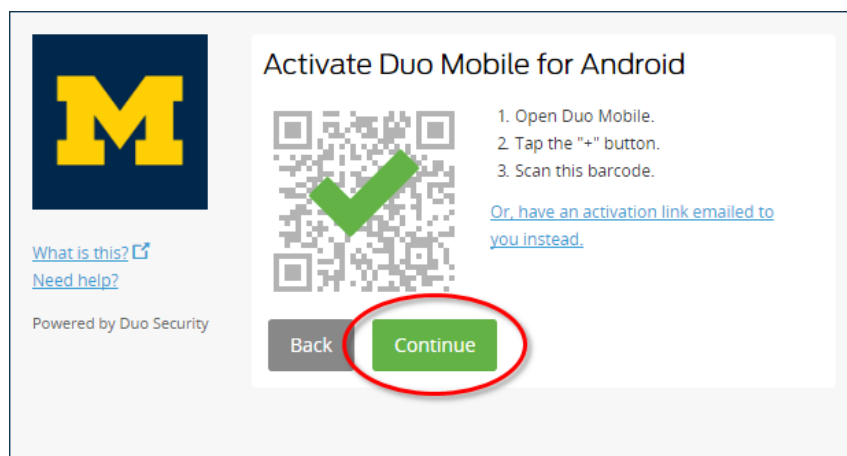 M
What is this?
Need help?
Powered by Duo Security
Activate Duo Mobile for Android
1. Open Duo Mobile.
2. Tap the "+" button.
3. Scan this barcode.
Or, have an activation link emailed to
you instead.
Back
Continue